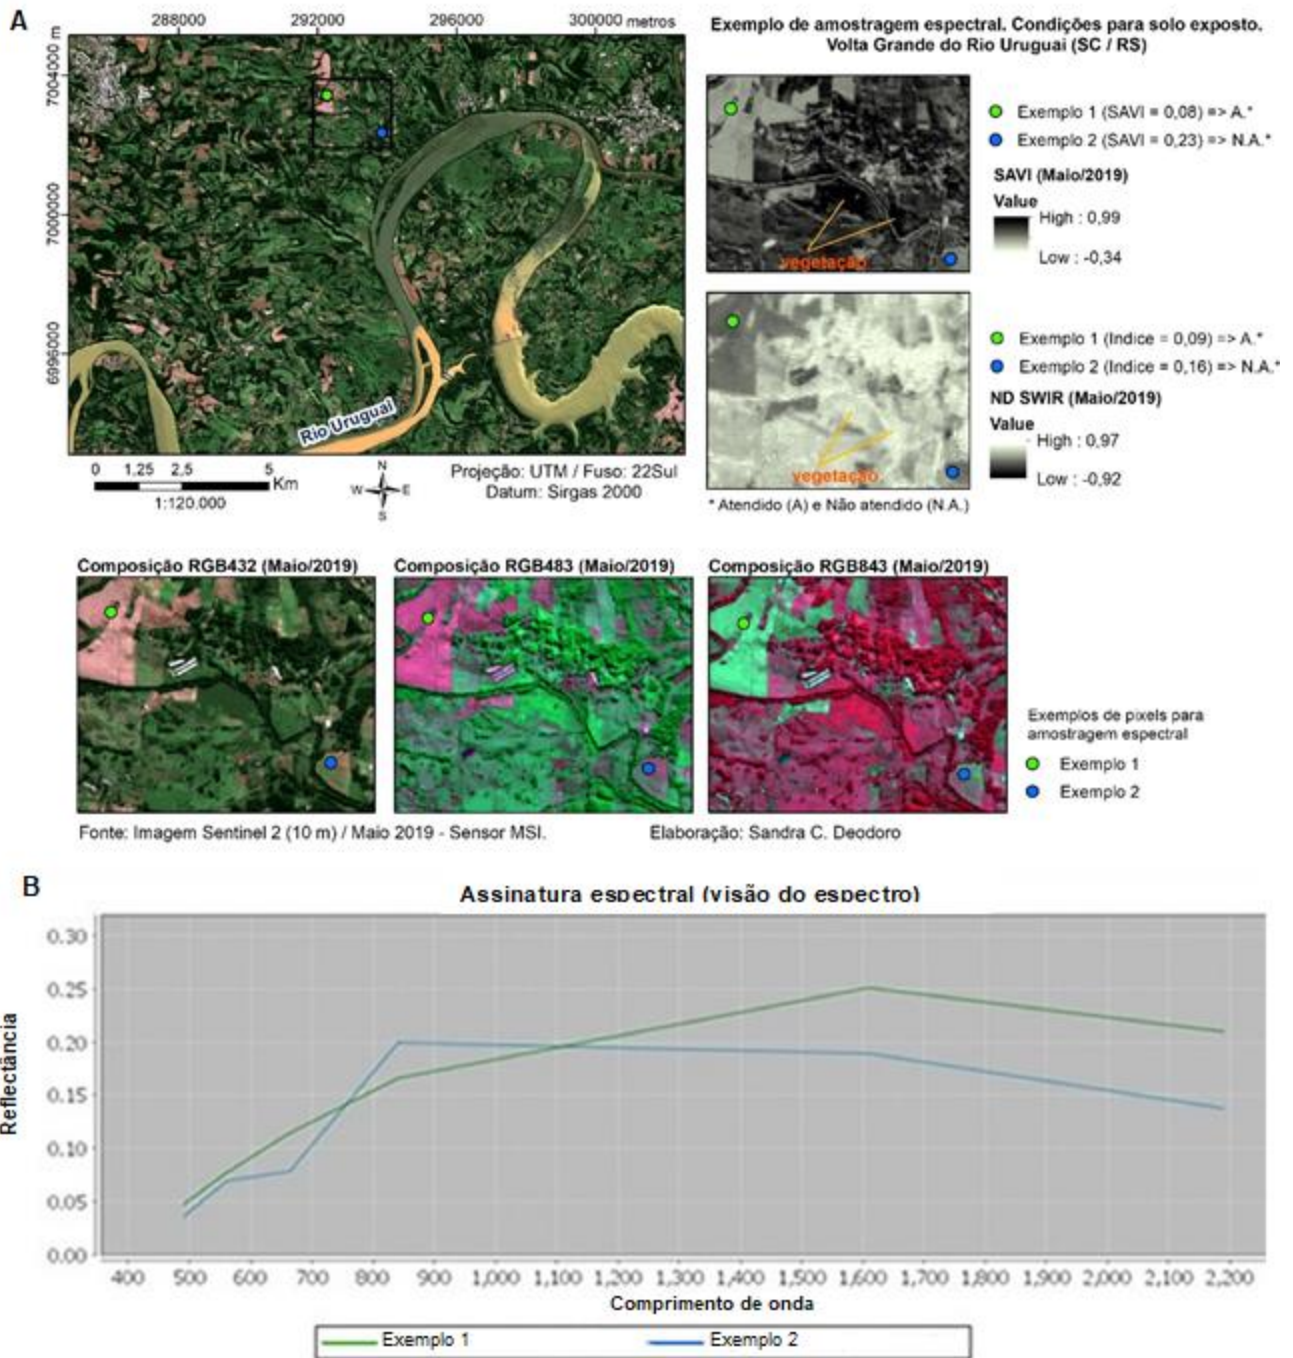 A
288000 292000 296000 300000 metros
7004000 m
7000000
6996000
Rio Uruguai
0 1,25 2,5 5 Km
1:120.000
N
W E
S
Projeção: UTM / Fuso: 22Sul
Datum: Sirgas 2000
Exemplo de amostragem espectral. Condições para solo exposto.
Volta Grande do Rio Uruguai (SC / RS)
vegetação
Exemplo 1 (SAVI = 0,08) => A.*
Exemplo 2 (SAVI = 0,23) => N.A.*
SAVI (Maio/2019)
Value
High : 0,99
Low : -0,34
vegetação
Exemplo 1 (Indice = 0,09) => A.*
Exemplo 2 (Indice = 0,16) => N.A.*
ND SWIR (Maio/2019)
Value
High : 0,97
Low : -0,92
* Atendido (A) e Não atendido (N.A.)
Composição RGB432 (Maio/2019)
Composição RGB483 (Maio/2019)
Composição RGB843 (Maio/2019)
Exemplos de pixels para
amostragem espectral
Exemplo 1
Exemplo 2
Fonte: Imagem Sentinel 2 (10 m) / Maio 2019 - Sensor MSI.
Elaboração: Sandra C. Deodoro
B
Assinatura espectral (visão do espectro)
Reflectância
0.30
0.25
0.20
0.15
0.10
0.05
0.00
400 500 600 700 800 900 1,000 1,100 1,200 1,300 1,400 1,500 1,600 1,700 1,800 1,900 2,000 2,100 2,200
Comprimento de onda
Exemplo 1 Exemplo 2